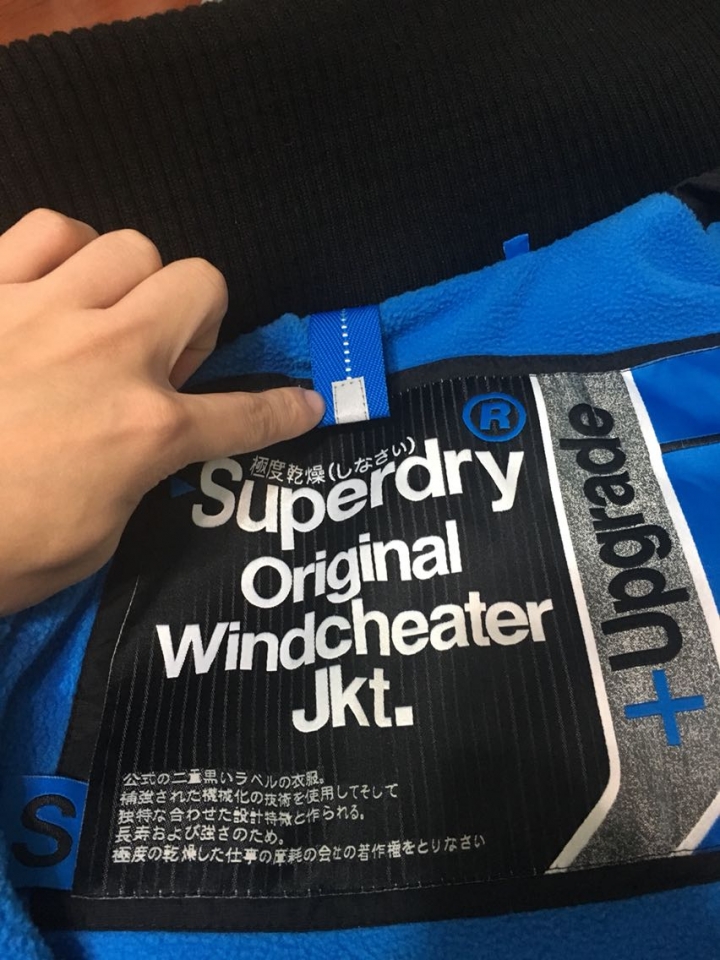 ®
極度乾燥(しなさい)
Superdry
Original
Windcheater
Jkt.
+Upgrade
公式の二重黒いラベルの衣服。
補強された機械化の技術を使用してそして
独特な合わせた設計特徴と作られる。
長寿および強さのため。
極度の乾燥した仕事の摩耗の会社の著作権をとりなさい
S